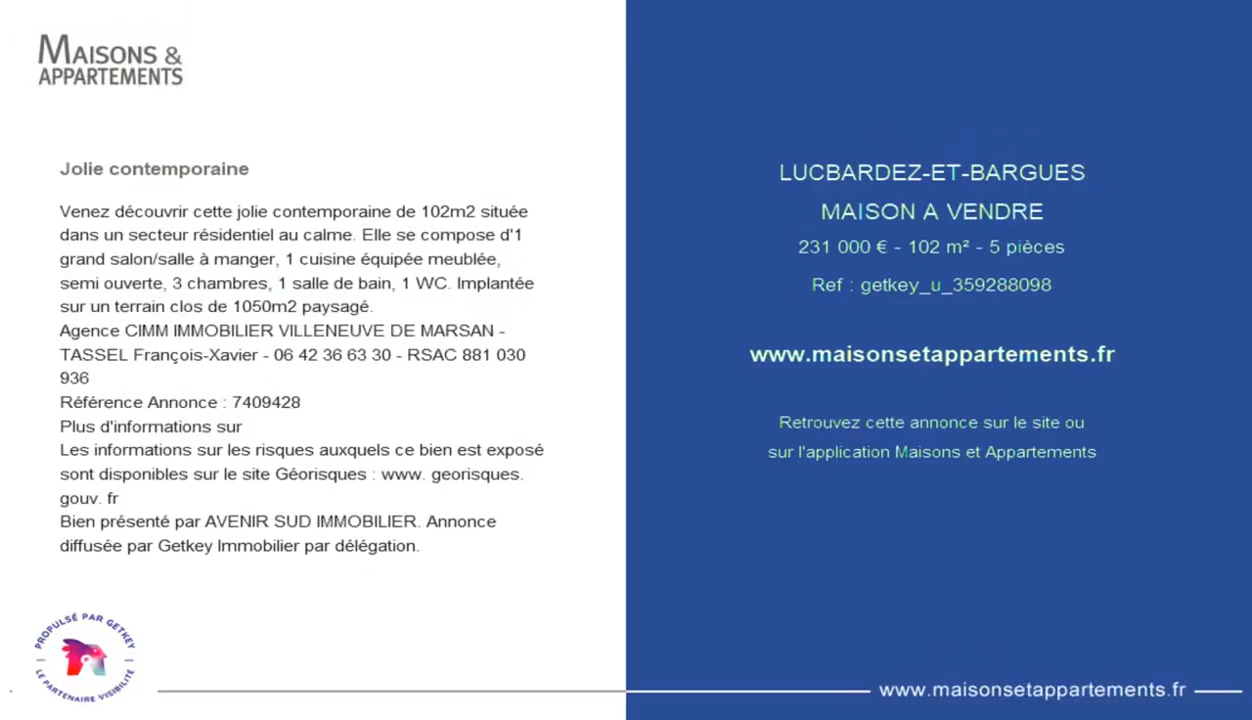 MAISONS &
APPARTEMENTS
Jolie contemporaine
Venez découvrir cette jolie contemporaine de 102m2 située
dans un secteur résidentiel au calme. Elle se compose d'1
grand salon/salle à manger, 1 cuisine équipée meublée,
semi ouverte, 3 chambres, 1 salle de bain, 1 WC. Implantée
sur un terrain clos de 1050m2 paysagé.
Agence CIMM IMMOBILIER VILLENEUVE DE MARSAN -
TASSEL François-Xavier - 06 42 36 63 30 - RSAC 881 030
936
Référence Annonce : 7409428
Plus d'informations sur
Les informations sur les risques auxquels ce bien est exposé
sont disponibles sur le site Géorisques : www. georisques.
gouv. fr
Bien présenté par AVENIR SUD IMMOBILIER. Annonce
diffusée par Getkey Immobilier par délégation.
PROPULSÉ PAR GETKEY
LE PARTENAIRE VISIBILITÉ
LUCBARDEZ-ET-BARGUES
MAISON A VENDRE
231 000 € - 102 m² - 5 pièces
Ref : getkey_u_359288098
www.maisonsetappartements.fr
Retrouvez cette annonce sur le site ou
sur l'application Maisons et Appartements
www.maisonsetappartements.fr